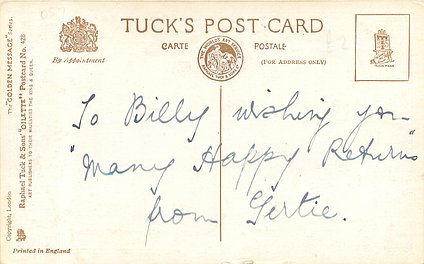 TUCK'S POST CARD
CARTE POSTALE
(FOR ADDRESS ONLY)
By Appointment
The "GOLDEN MESSAGE" Series.
Raphael Tuck & Sons' "OILETTE" Postcard No. 428
ART PUBLISHERS TO THEIR MAJESTIES THE KING & QUEEN.
Copyright, London
Printed in England
To Billy wishing you
"Many Happy Returns
from Gertie.